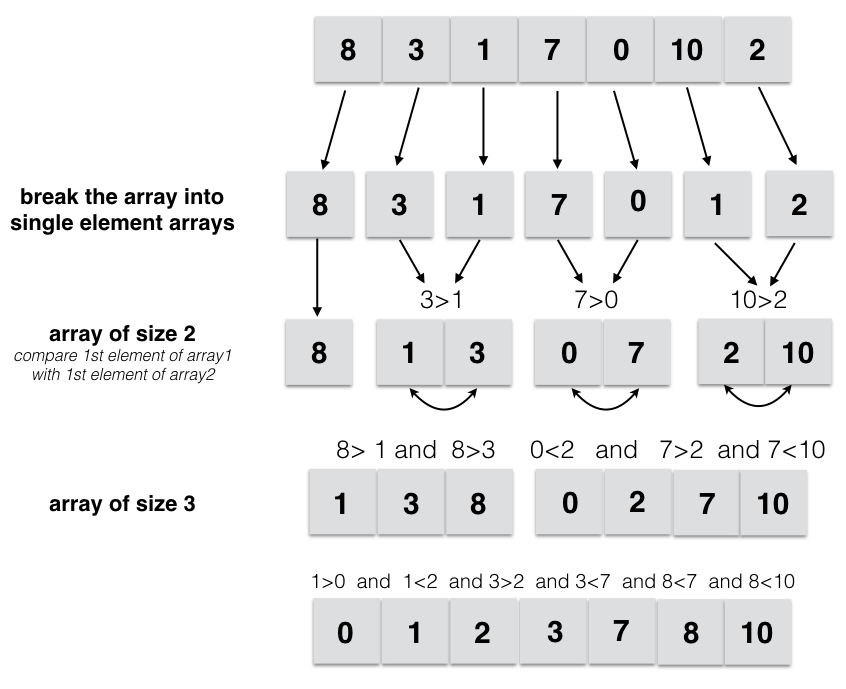 8 3 1 7 0 10 2
break the array into
single element arrays
8 3 1 7 0 1 2
3>1 7>0 10>2
array of size 2
compare 1st element of array1
with 1st element of array2
8 1 3 0 7 2 10
8> 1 and 8>3 0<2 and 7>2 and 7<10
array of size 3
1 3 8 0 2 7 10
1>0 and 1<2 and 3>2 and 3<7 and 8<7 and 8<10
0 1 2 3 7 8 10